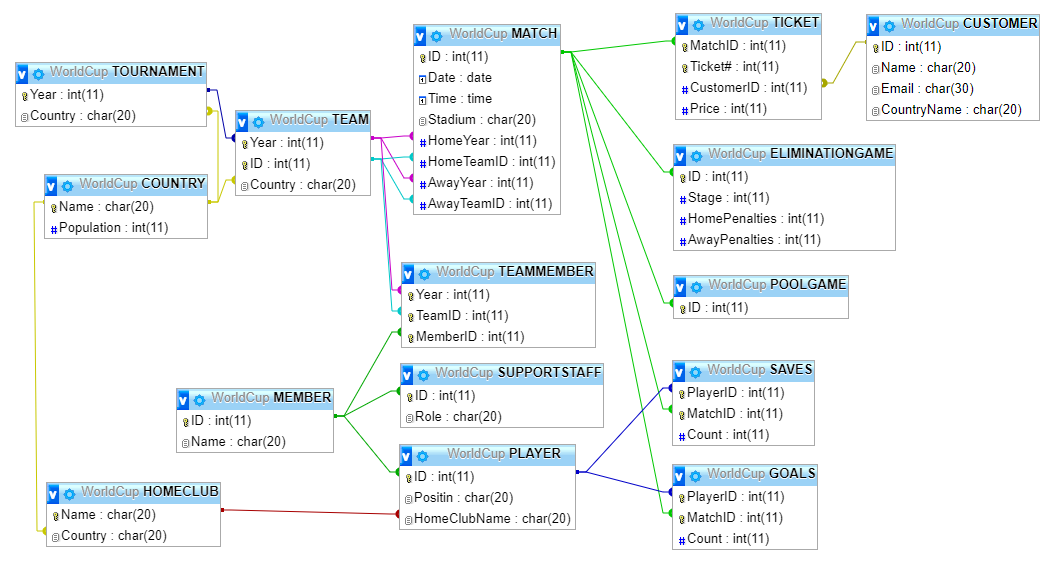 WorldCup TOURNAMENT
Year : int(11)
Country : char(20)
WorldCup COUNTRY
Name : char(20)
Population : int(11)
WorldCup TEAM
Year : int(11)
ID : int(11)
Country : char(20)
WorldCup MATCH
ID : int(11)
Date : date
Time : time
Stadium : char(20)
HomeYear : int(11)
HomeTeamID : int(11)
AwayYear : int(11)
AwayTeamID : int(11)
WorldCup TICKET
MatchID : int(11)
Ticket# : int(11)
CustomerID : int(11)
Price : int(11)
WorldCup CUSTOMER
ID : int(11)
Name : char(20)
Email : char(30)
CountryName : char(20)
WorldCup ELIMINATIONGAME
ID : int(11)
Stage : int(11)
HomePenalties : int(11)
AwayPenalties : int(11)
WorldCup POOLGAME
ID : int(11)
WorldCup TEAMMEMBER
Year : int(11)
TeamID : int(11)
MemberID : int(11)
WorldCup SUPPORTSTAFF
ID : int(11)
Role : char(20)
WorldCup MEMBER
ID : int(11)
Name : char(20)
WorldCup PLAYER
ID : int(11)
Positin : char(20)
HomeClubName : char(20)
WorldCup SAVES
PlayerID : int(11)
MatchID : int(11)
Count : int(11)
WorldCup GOALS
PlayerID : int(11)
MatchID : int(11)
Count : int(11)
WorldCup HOMECLUB
Name : char(20)
Country : char(20)